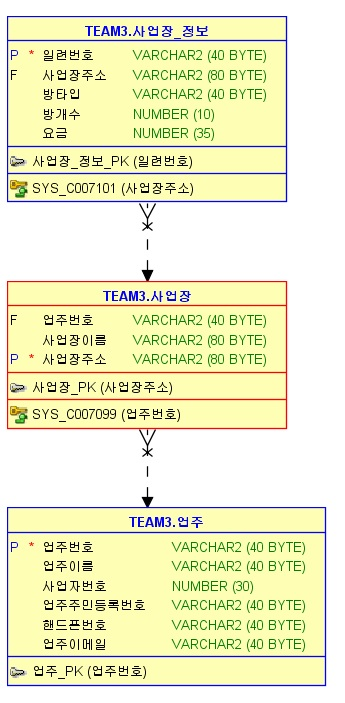 TEAM3.사업장_정보
P * 일련번호 VARCHAR2 (40 BYTE)
F 사업장주소 VARCHAR2 (80 BYTE)
방타입 VARCHAR2 (40 BYTE)
방개수 NUMBER (10)
요금 NUMBER (35)
사업장_정보_PK (일련번호)
SYS_C007101 (사업장주소)
TEAM3.사업장
F 업주번호 VARCHAR2 (40 BYTE)
사업장이름 VARCHAR2 (80 BYTE)
P * 사업장주소 VARCHAR2 (80 BYTE)
사업장_PK (사업장주소)
SYS_C007099 (업주번호)
TEAM3.업주
P * 업주번호 VARCHAR2 (40 BYTE)
업주이름 VARCHAR2 (40 BYTE)
사업자번호 NUMBER (30)
업주주민등록번호 VARCHAR2 (40 BYTE)
핸드폰번호 VARCHAR2 (40 BYTE)
업주이메일 VARCHAR2 (40 BYTE)
업주_PK (업주번호)